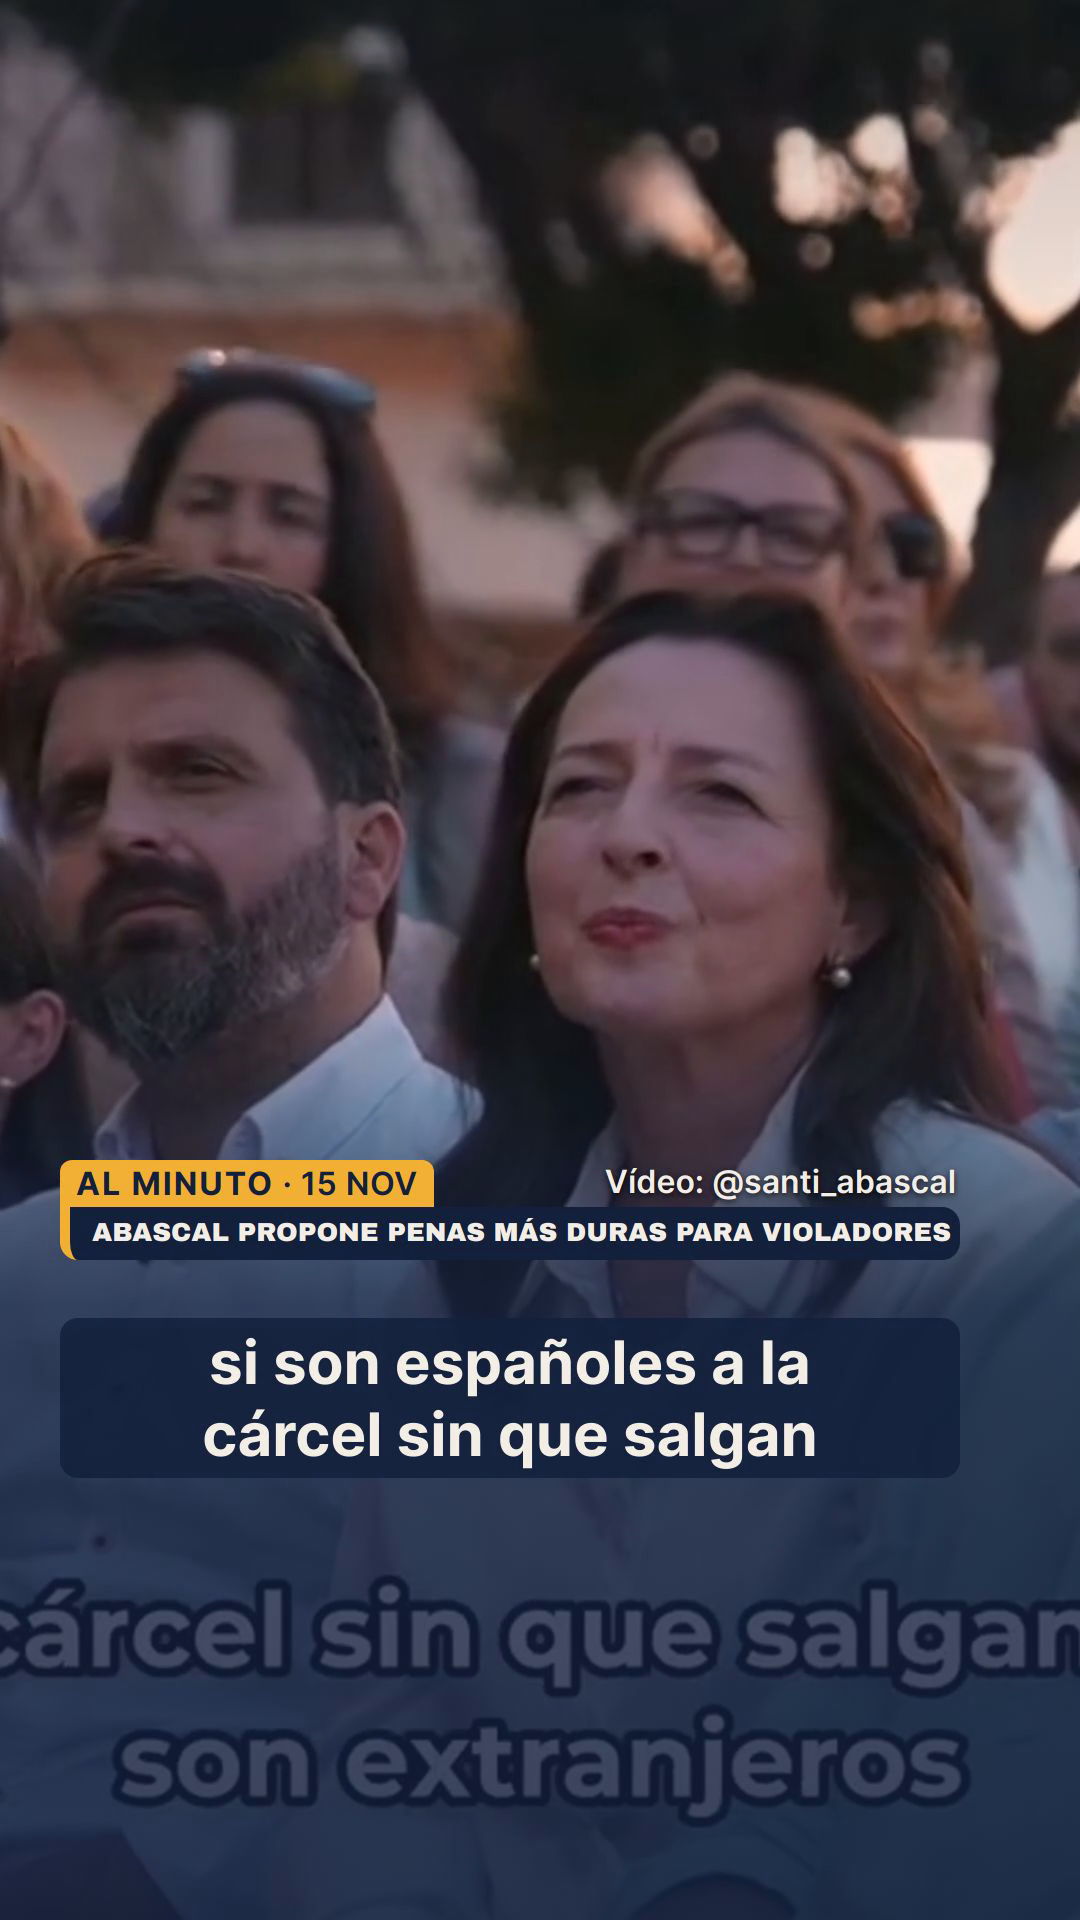 AL MINUTO · 15 NOV
Vídeo: @santi_abascal
ABASCAL PROPONE PENAS MÁS DURAS PARA VIOLADORES
si son españoles a la
cárcel sin que salgan
cárcel sin que salgan
son extranjeros